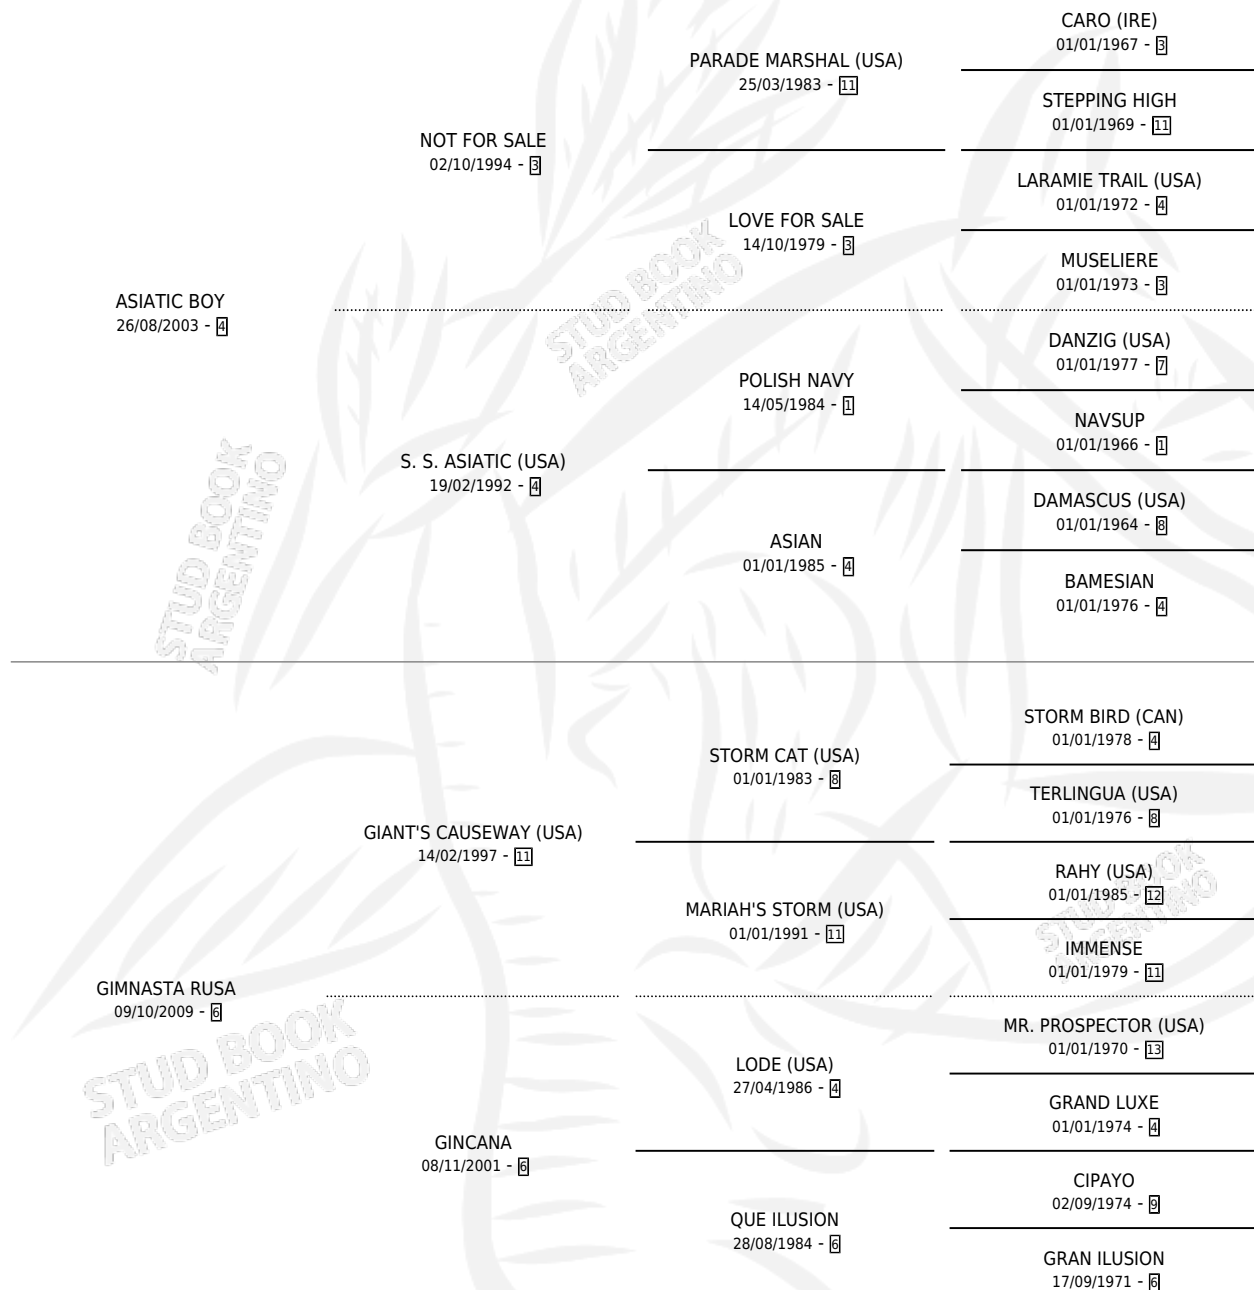 CARO (IRE)
01/01/1967 - 3
PARADE MARSHAL (USA)
25/03/1983 - 11
STEPPING HIGH
01/01/1969 - 11
NOT FOR SALE
02/10/1994 - 3
LARAMIE TRAIL (USA)
01/01/1972 - 4
LOVE FOR SALE
14/10/1979 - 3
MUSELIERE
01/01/1973 - 3
ASIATIC BOY
26/08/2003 - 4
STUD BOOK
ARGENTINO
DANZIG (USA)
01/01/1977 - 7
POLISH NAVY
14/05/1984 - 1
NAVSUP
01/01/1966 - 1
S. S. ASIATIC (USA)
19/02/1992 - 4
DAMASCUS (USA)
01/01/1964 - 8
ASIAN
01/01/1985 - 4
BAMESIAN
01/01/1976 - 4
STUD BOOK
ARGENTINO
STORM BIRD (CAN)
01/01/1978 - 4
STORM CAT (USA)
01/01/1983 - 8
TERLINGUA (USA)
01/01/1976 - 8
GIANT'S CAUSEWAY (USA)
14/02/1997 - 11
RAHY (USA)
01/01/1985 - 12
STUD BOOK
ARGENTINO
MARIAH'S STORM (USA)
01/01/1991 - 11
IMMENSE
01/01/1979 - 11
GIMNASTA RUSA
09/10/2009 - 6
STUD BOOK
ARGENTINO
MR. PROSPECTOR (USA)
01/01/1970 - 13
LODE (USA)
27/04/1986 - 4
GRAND LUXE
01/01/1974 - 4
GINCANA
08/11/2001 - 6
CIPAYO
02/09/1974 - 9
QUE ILUSION
28/08/1984 - 6
GRAN ILUSION
17/09/1971 - 6